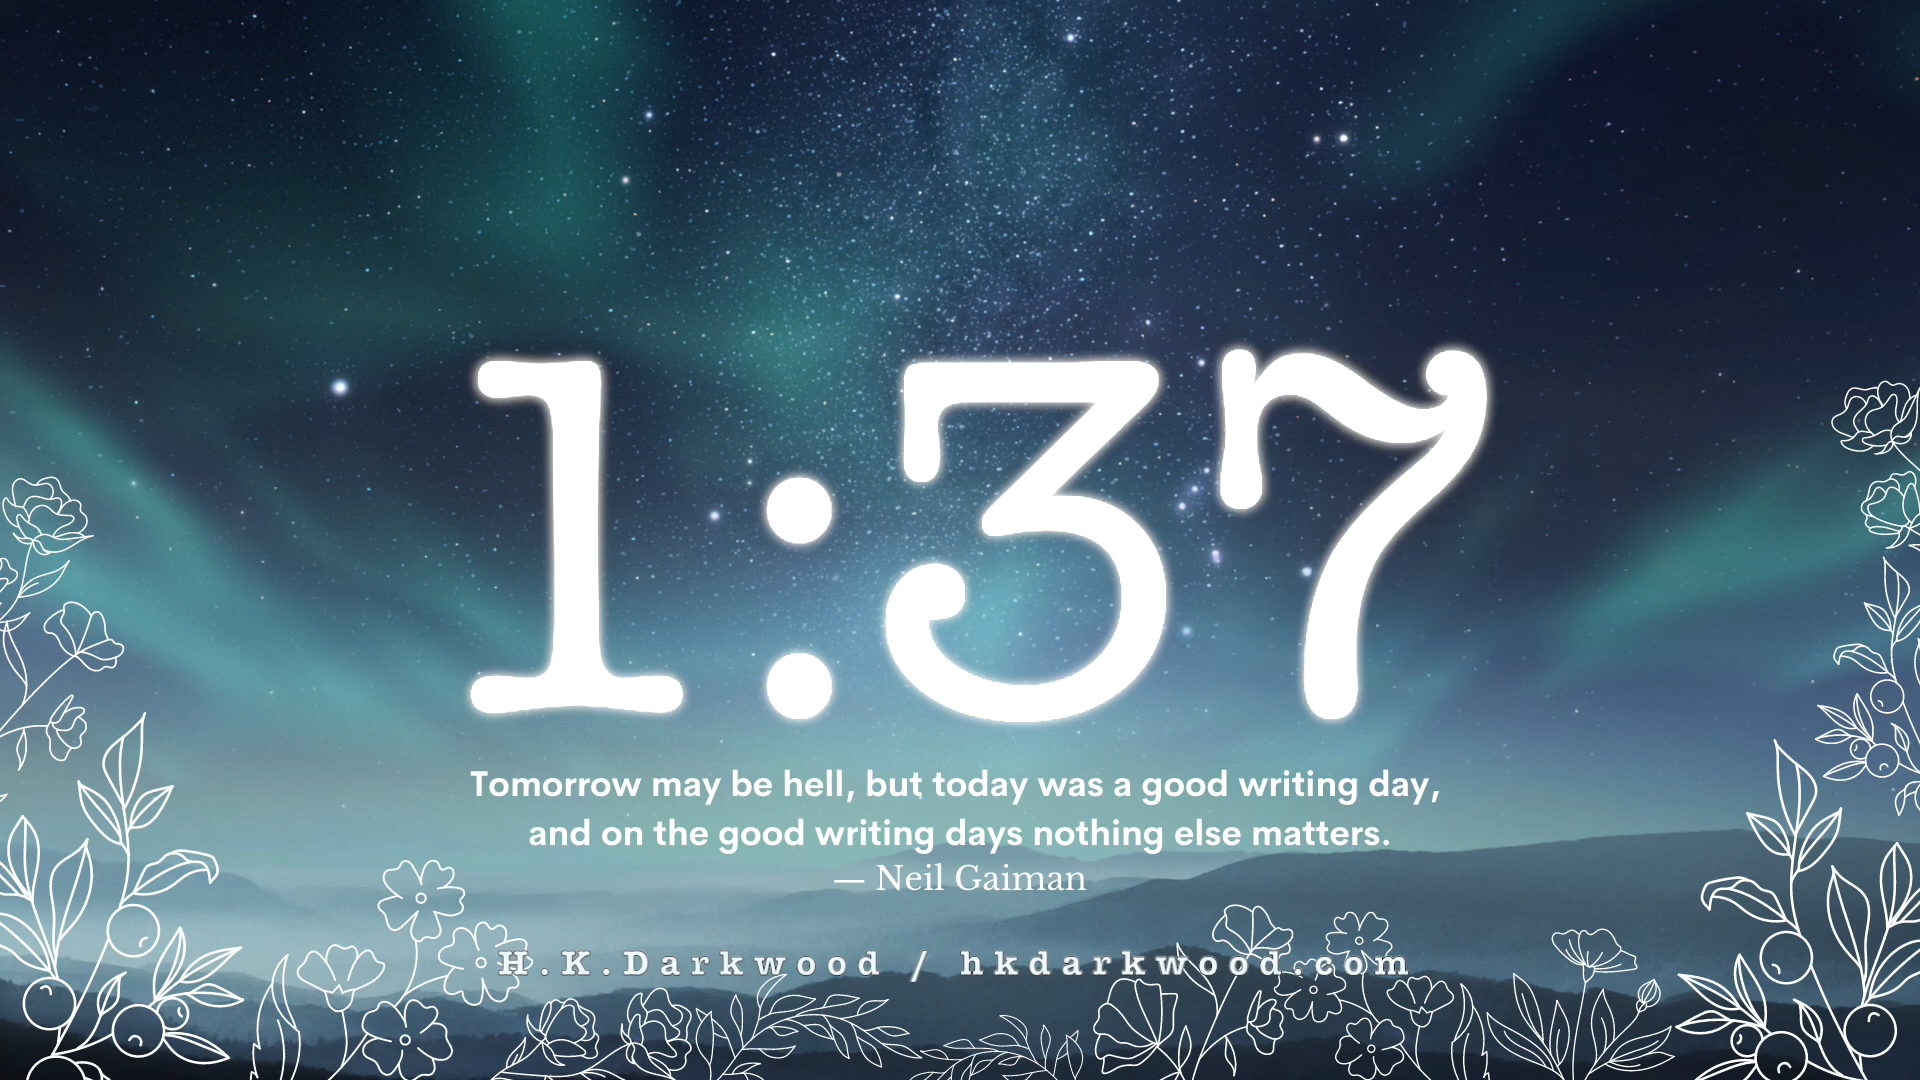 1:37
Tomorrow may be hell, but today was a good writing day,
and on the good writing days nothing else matters.
— Neil Gaiman
H.K.Darkwood / hkdarkwood.com